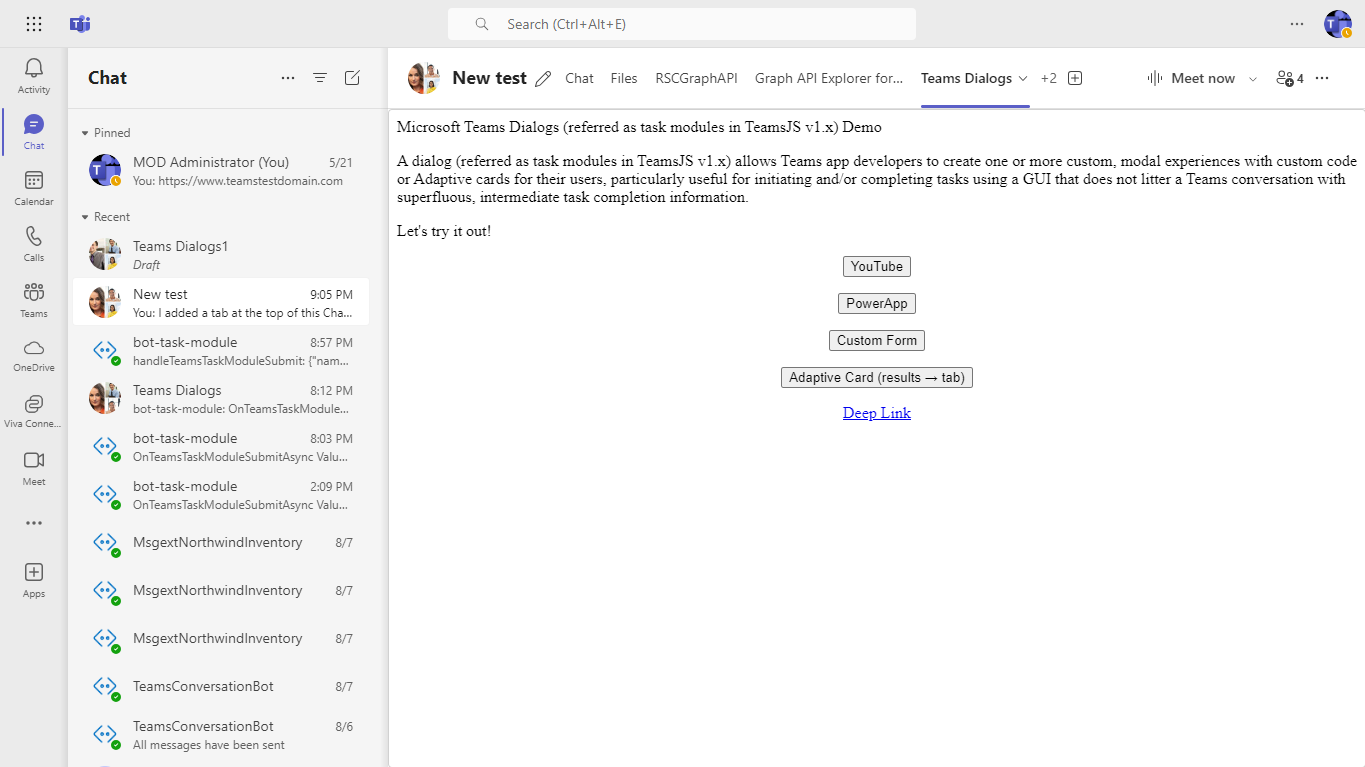 Search (Ctrl+Alt+E)
Activity
Chat
Calendar
Calls
Teams
OneDrive
Viva Conne...
Meet
Apps
Chat
Pinned
MOD Administrator (You) 5/21
You: https://www.teamstestdomain.com
Recent
Teams Dialogs1
Draft
New test 9:05 PM
You: I added a tab at the top of this Cha...
bot-task-module 8:57 PM
handleTeamsTaskModuleSubmit: {"nam...
Teams Dialogs 8:12 PM
bot-task-module: OnTeamsTaskModule...
bot-task-module 8:03 PM
OnTeamsTaskModuleSubmitAsync Valu...
bot-task-module 2:09 PM
OnTeamsTaskModuleSubmitAsync Valu...
MsgextNorthwindInventory 8/7
MsgextNorthwindInventory 8/7
MsgextNorthwindInventory 8/7
TeamsConversationBot 8/7
TeamsConversationBot 8/6
All messages have been sent
New test Chat Files RSCGraphAPI Graph API Explorer for... Teams Dialogs +2 Meet now 4
Microsoft Teams Dialogs (referred as task modules in TeamsJS v1.x) Demo
A dialog (referred as task modules in TeamsJS v1.x) allows Teams app developers to create one or more custom, modal experiences with custom code
or Adaptive cards for their users, particularly useful for initiating and/or completing tasks using a GUI that does not litter a Teams conversation with
superfluous, intermediate task completion information.
Let's try it out!
YouTube
PowerApp
Custom Form
Adaptive Card (results → tab)
Deep Link